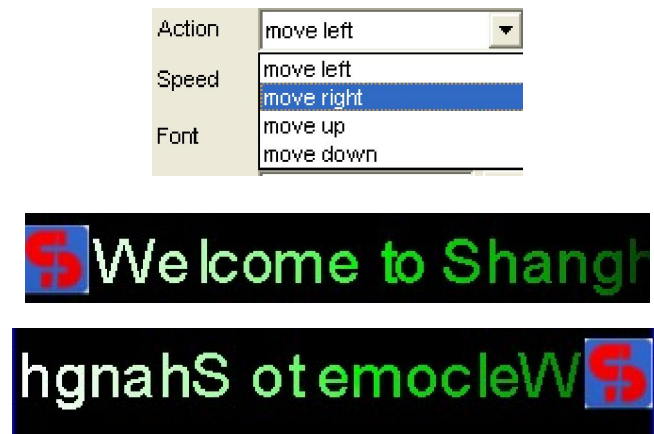 Action move left
Speed move left
move right
Font move up
move down
Welcome to Shangh
hgnahS ot emocleW